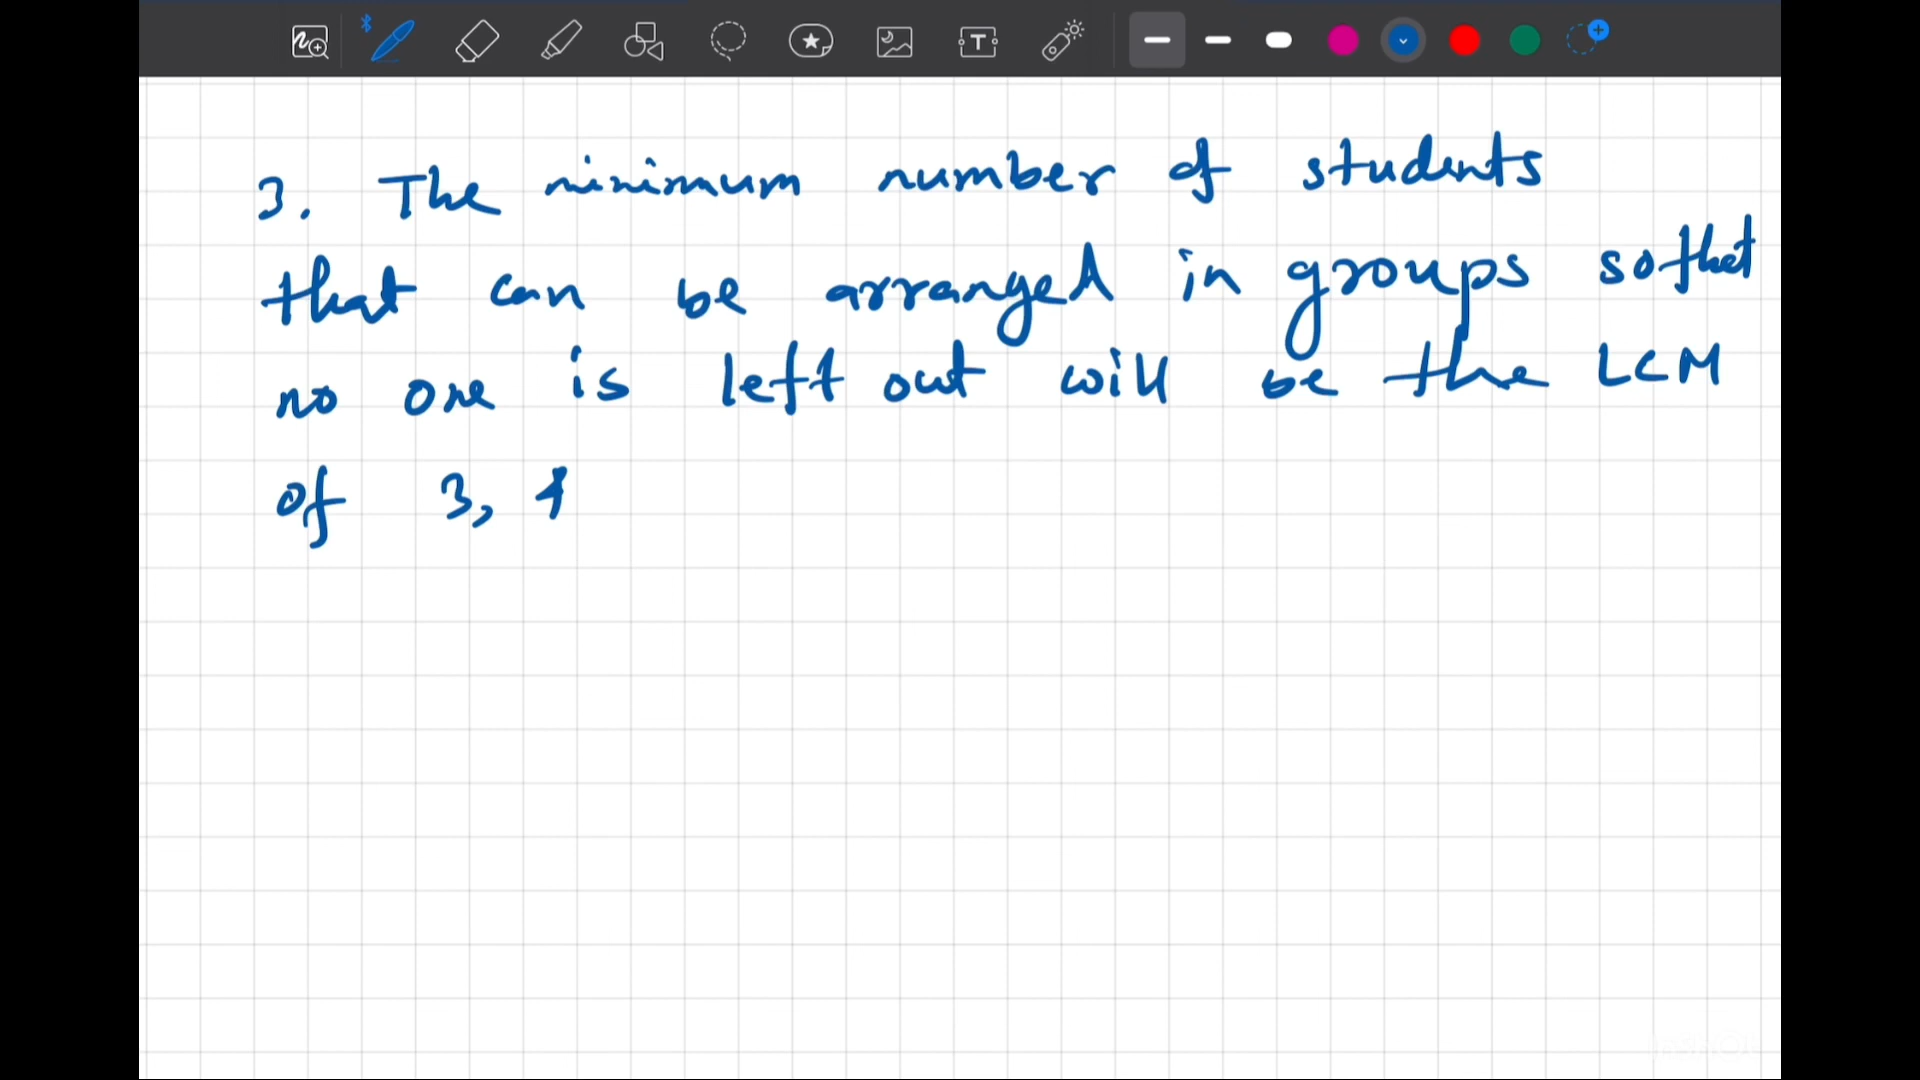 3. The minimum number of students
that can be arranged in groups so that
no one is left out will be the LCM
of 3, 4